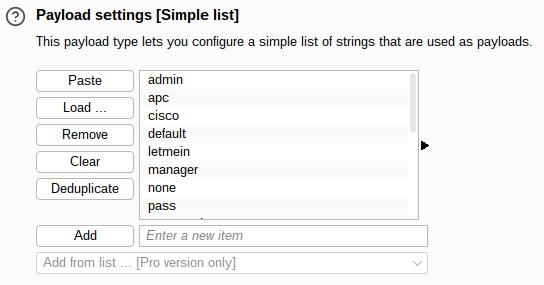 Payload settings [Simple list]
This payload type lets you configure a simple list of strings that are used as payloads.
Paste
Load ...
Remove
Clear
Deduplicate
admin
apc
cisco
default
letmein
manager
none
pass
Add
Enter a new item
Add from list ... [Pro version only]